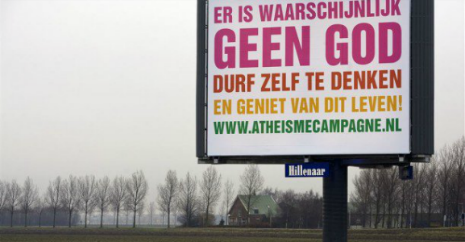 ER IS WAARSCHIJNLIJK
GEEN GOD
DURF ZELF TE DENKEN
EN GENIET VAN DIT LEVEN!
WWW.ATHEISMECAMPAGNE.NL
Hillenaar